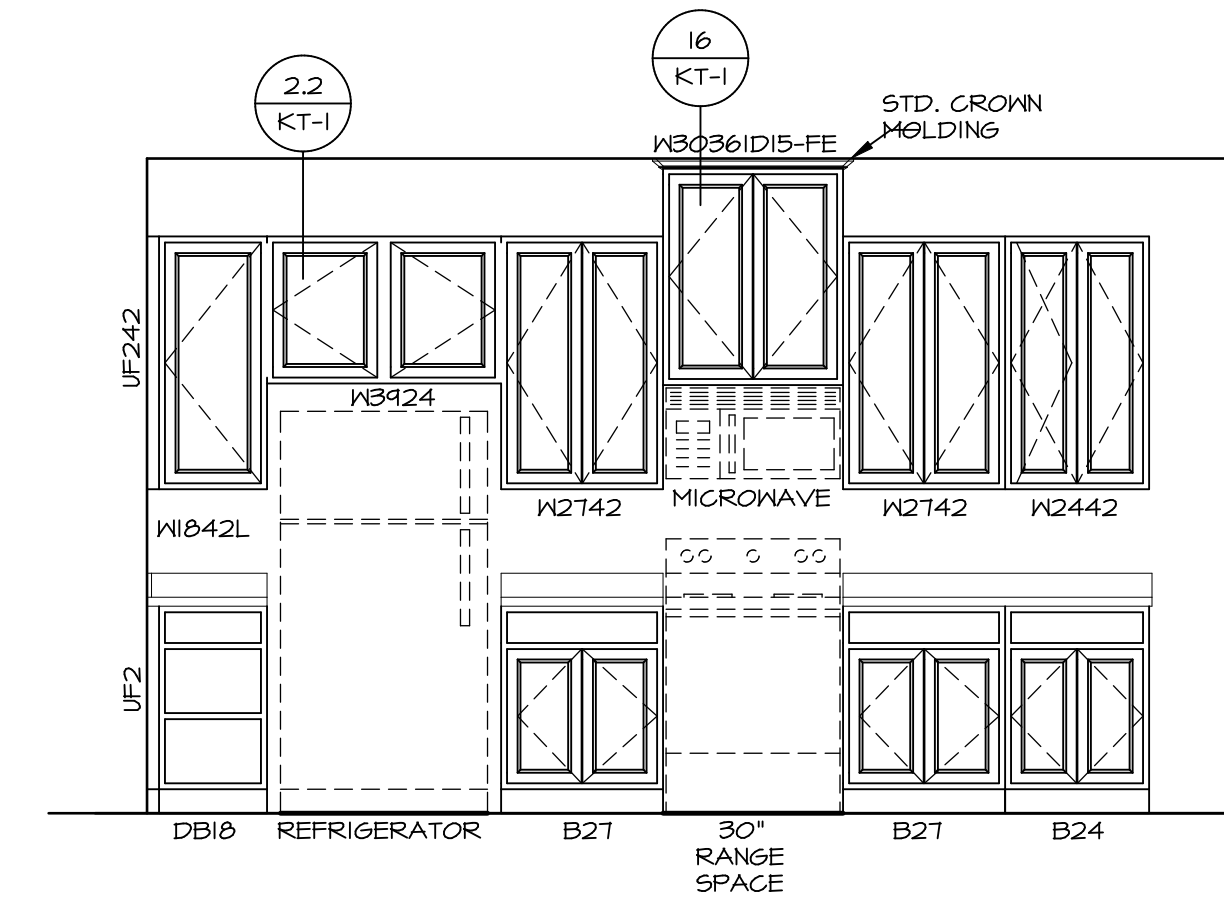 16
KT-1
2.2
KT-1
STD. CROWN
MOLDING
W30361D15-FE
UF242
W3924
MICROWAVE
W2742
W2742
W2442
W1842L
UF2
DB18
REFRIGERATOR
B27
30"
RANGE
SPACE
B27
B24